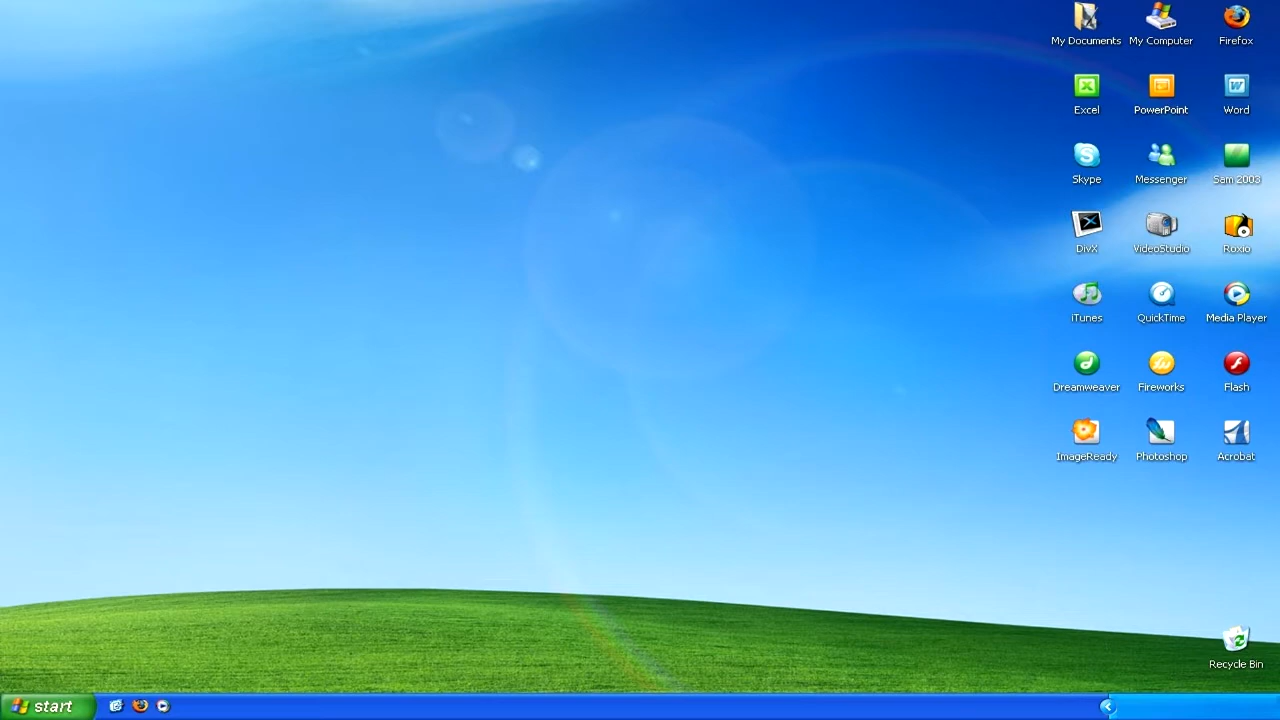 My Documents My Computer Firefox
Excel PowerPoint Word
Skype Messenger Sam 2003
DivX VideoStudio Roxio
iTunes QuickTime Media Player
Dreamweaver Fireworks Flash
ImageReady Photoshop Acrobat
Recycle Bin
start